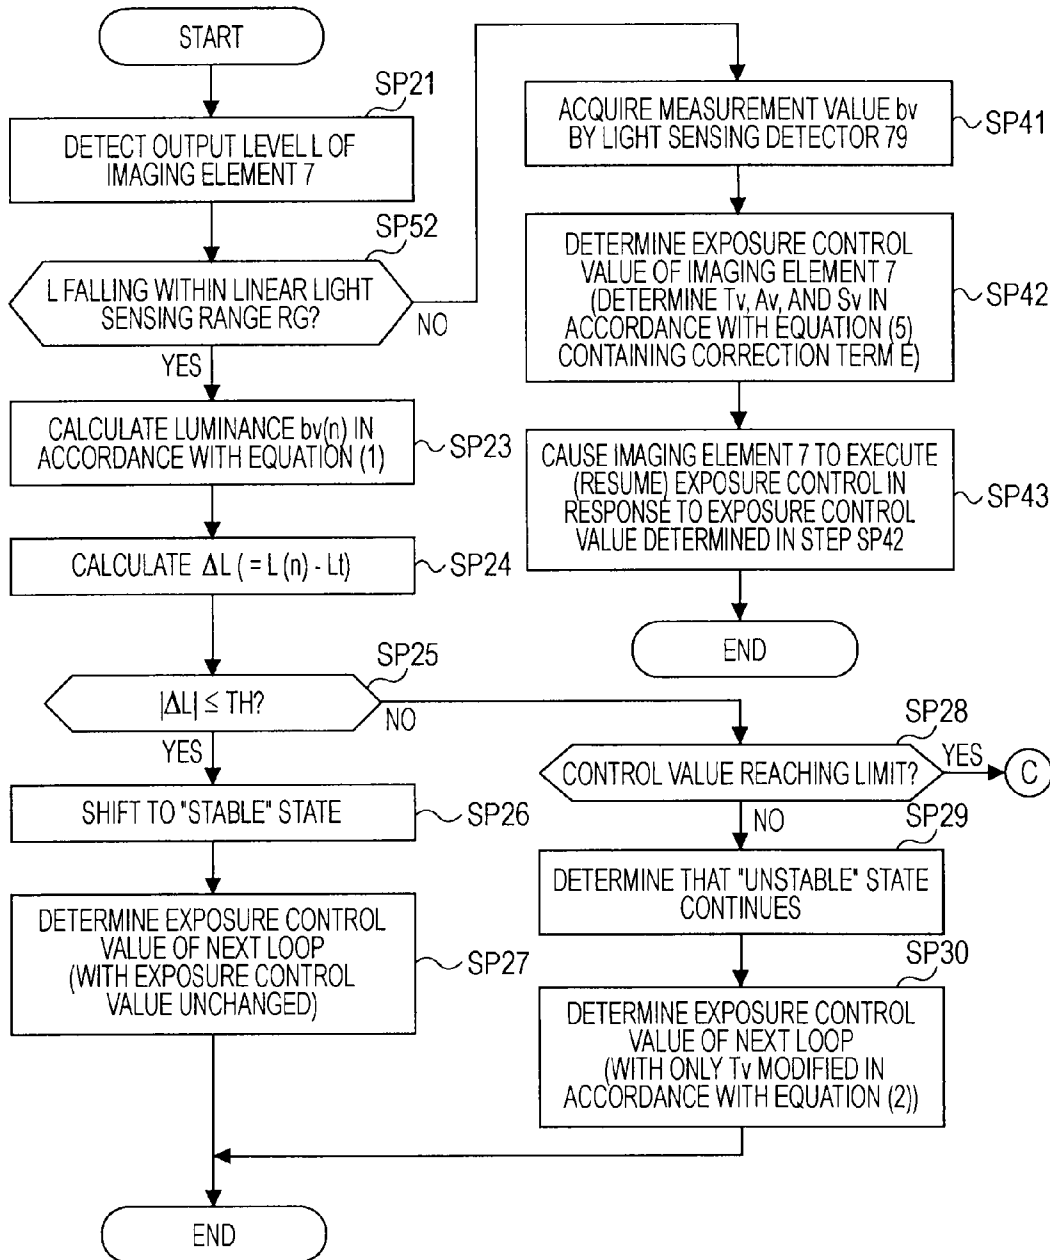 START
SP21
DETECT OUTPUT LEVEL L OF
IMAGING ELEMENT 7
SP52
L FALLING WITHIN LINEAR LIGHT
SENSING RANGE RG?
NO
YES
CALCULATE LUMINANCE bv(n) IN
ACCORDANCE WITH EQUATION (1)
SP23
CALCULATE ΔL ( = L (n) - Lt)
SP24
SP25
|ΔL| ≤ TH?
NO
YES
SHIFT TO "STABLE" STATE
SP26
DETERMINE EXPOSURE CONTROL
VALUE OF NEXT LOOP
(WITH EXPOSURE CONTROL
VALUE UNCHANGED)
SP27
END
ACQUIRE MEASUREMENT VALUE bv
BY LIGHT SENSING DETECTOR 79
SP41
DETERMINE EXPOSURE CONTROL
VALUE OF IMAGING ELEMENT 7
(DETERMINE Tv, Av, AND Sv IN
ACCORDANCE WITH EQUATION (5)
CONTAINING CORRECTION TERM E)
SP42
CAUSE IMAGING ELEMENT 7 TO EXECUTE
(RESUME) EXPOSURE CONTROL IN
RESPONSE TO EXPOSURE CONTROL
VALUE DETERMINED IN STEP SP42
SP43
END
SP28
CONTROL VALUE REACHING LIMIT?
YES
C
NO
SP29
DETERMINE THAT "UNSTABLE" STATE
CONTINUES
SP30
DETERMINE EXPOSURE CONTROL
VALUE OF NEXT LOOP
(WITH ONLY Tv MODIFIED IN
ACCORDANCE WITH EQUATION (2))